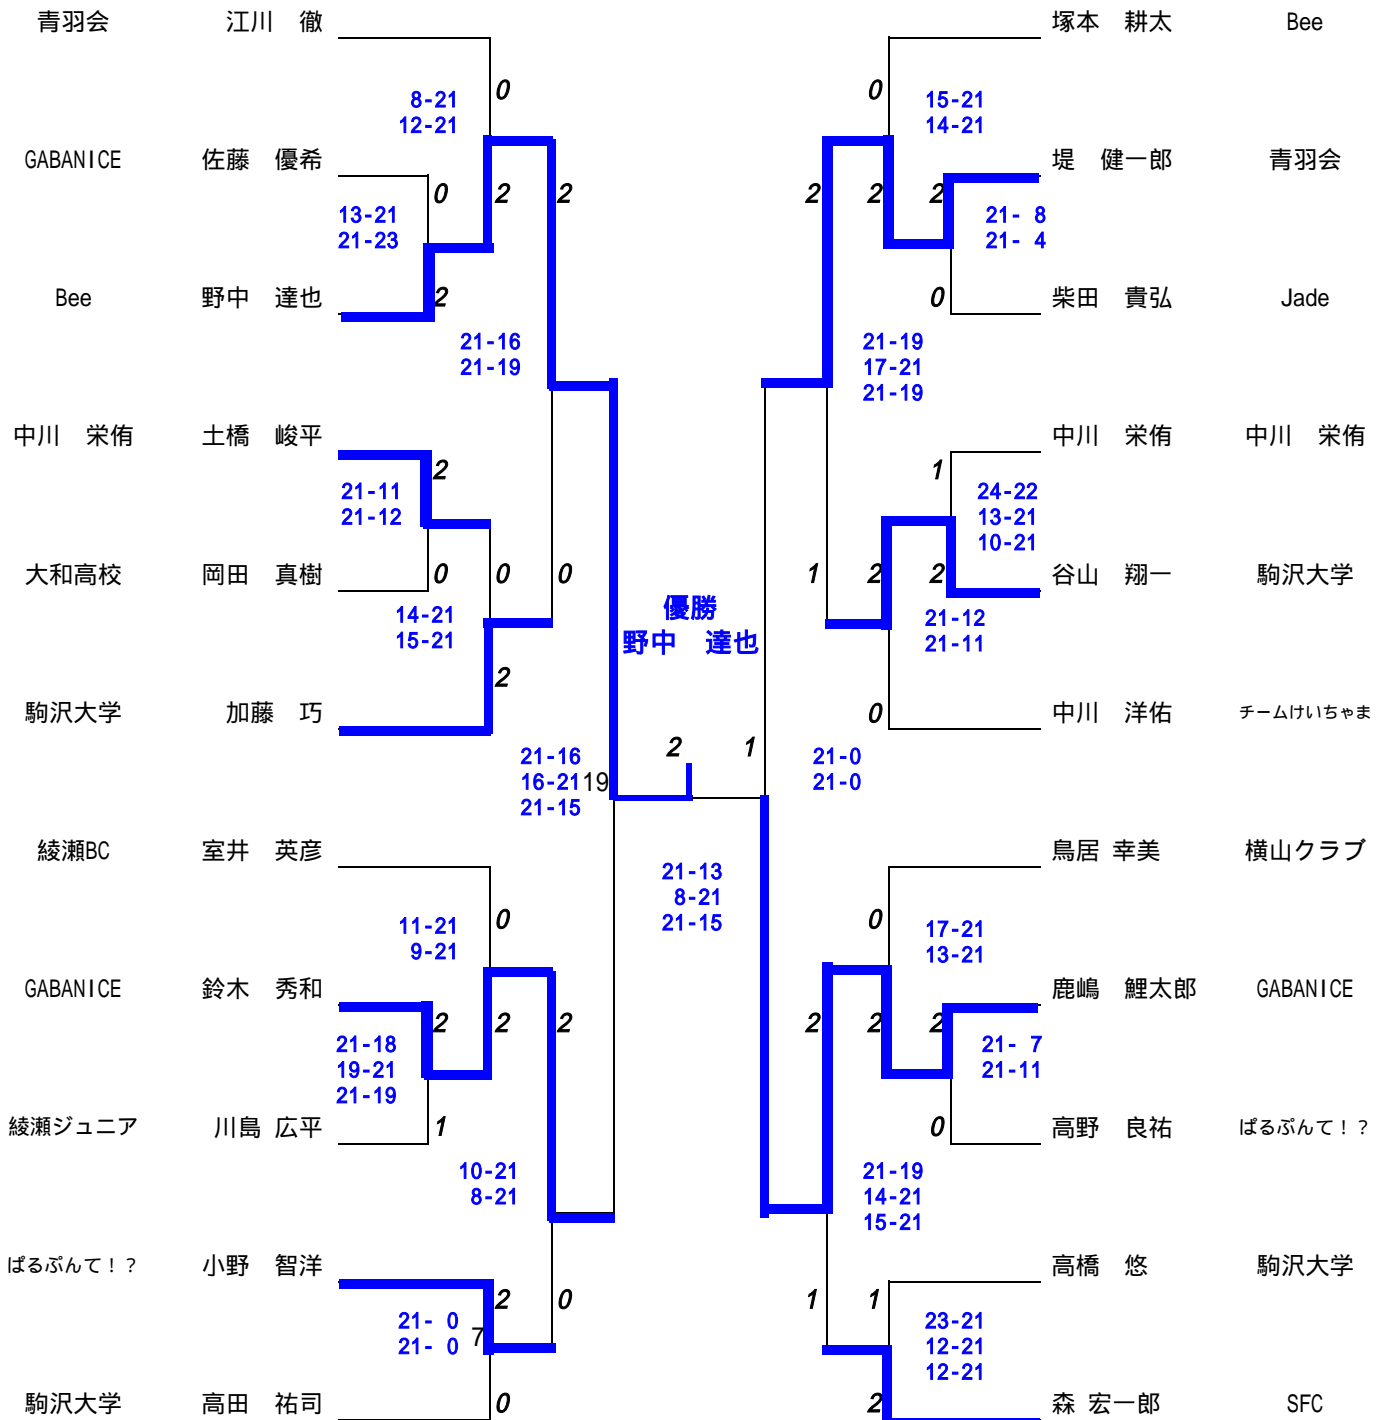 青羽会 江川 徹 塚本 耕太 Bee
0 0
8-21 15-21
12-21 14-21
GABANICE 佐藤 優希 堤 健一郎 青羽会
0 2 2 2 2 2
13-21 21- 8
21-23 21- 4
Bee 野中 達也 2 0 柴田 貴弘 Jade
21-16 21-19
21-19 17-21
21-19
中川 栄侑 土橋 峻平 中川 栄侑 中川 栄侑
2 1
21-11 24-22
21-12 13-21
10-21
大和高校 岡田 真樹 0 0 0 1 2 2 谷山 翔一 駒沢大学
優勝
14-21 21-12
15-21 野中 達也 21-11
2
駒沢大学 加藤 巧 0 中川 洋佑 チームけいちゃま
2 1
21-16 21-0
16-21 19 21-0
21-15
綾瀬BC 室井 英彦 鳥居 幸美 横山クラブ
21-13
8-21
21-15
0 0
11-21 17-21
9-21 13-21
GABANICE 鈴木 秀和 鹿嶋 鯉太郎 GABANICE
2 2 2 2 2 2
21-18 21- 7
19-21 21-11
21-19
綾瀬ジュニア 川島 広平 1 0 高野 良祐 ぱるぷんて！？
10-21 21-19
8-21 14-21
15-21
ぱるぷんて！？ 小野 智洋 高橋 悠 駒沢大学
2 0 1 1
21- 0 23-21
21- 0 7 12-21
12-21
駒沢大学 高田 祐司 0 2 森 宏一郎 SFC